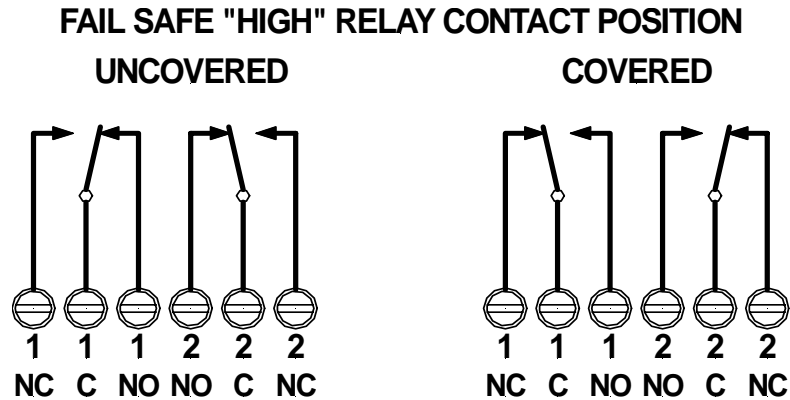 FAIL SAFE "HIGH" RELAY CONTACT POSITION
UNCOVERED COVERED
1 1 1 2 2 2 1 1 1 2 2 2
NC C NO NO C NC NC C NO NO C NC